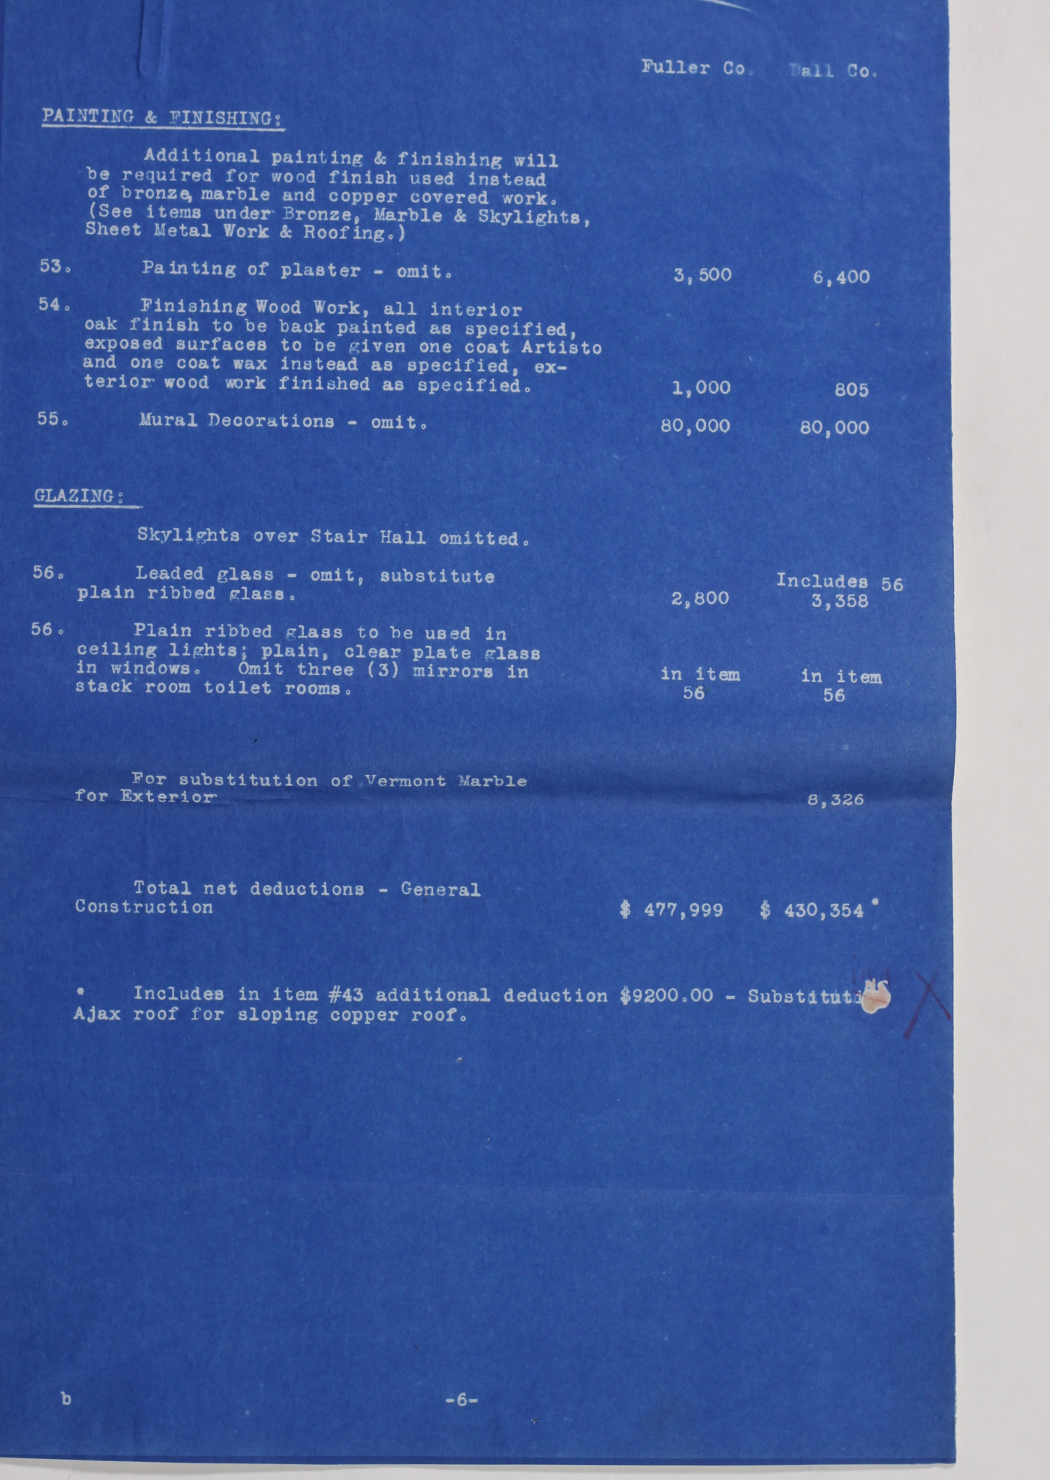 Fuller Co. Dall Co.
PAINTING & FINISHING:
Additional painting & finishing will
be required for wood finish used instead
of bronze, marble and copper covered work.
(See items under Bronze, Marble & Skylights,
Sheet Metal Work & Roofing.)
53. Painting of plaster - omit. 3,500 6,400
54. Finishing Wood Work, all interior
oak finish to be back painted as specified,
exposed surfaces to be given one coat Artisto
and one coat wax instead as specified, ex-
terior wood work finished as specified. 1,000 805
55. Mural Decorations - omit. 80,000 80,000
GLAZING:
Skylights over Stair Hall omitted.
56. Leaded glass - omit, substitute Includes 56
plain ribbed glass. 2,800 3,358
56. Plain ribbed glass to be used in
ceiling lights; plain, clear plate glass
in windows. Omit three (3) mirrors in in item in item
stack room toilet rooms. 56 56
For substitution of Vermont Marble
for Exterior 8,326
Total net deductions - General
Construction $ 477,999 $ 430,354*
* Includes in item #43 additional deduction $9200.00 -
Ajax roof for sloping copper roof.
b -6-